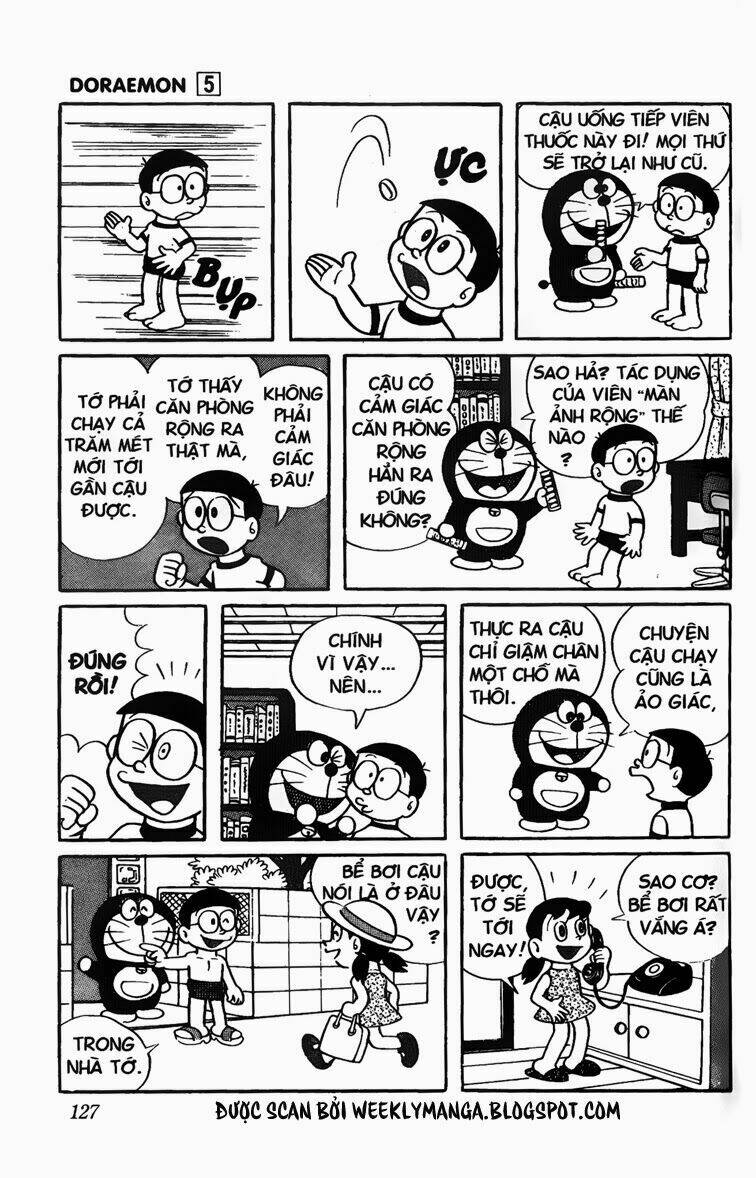 DORAEMON 5
CẬU UỐNG TIẾP VIÊN
THUỐC NÀY ĐI! MỌI THỨ
SẼ TRỞ LẠI NHƯ CŨ.
ỰC
BỤP
SAO HẢ? TÁC DỤNG
CỦA VIÊN “MÀN
ẢNH RỘNG” THẾ
NÀO
?
CẬU CÓ
CẢM GIÁC
CĂN PHÒNG
RỘNG
HẲN RA
ĐÚNG
KHÔNG?
KHÔNG
PHẢI
CẢM
GIÁC
ĐÂU!
TỚ THẤY
CĂN PHÒNG
RỘNG RA
THẬT MÀ,
TỚ PHẢI
CHẠY CẢ
TRĂM MÉT
MỚI TỚI
GẦN CẬU
ĐƯỢC.
CHUYỆN
CẬU CHẠY
CŨNG LÀ
ẢO GIÁC,
THỰC RA CẬU
CHỈ GIẬM CHÂN
MỘT CHỖ MÀ
THÔI.
CHÍNH
VÌ VẬY...
NÊN...
ĐÚNG
RỒI!
SAO CƠ?
BỂ BƠI RẤT
VẮNG Á?
ĐƯỢC,
TỚ SẼ
TỚI
NGAY!
BỂ BƠI CẬU
NÓI LÀ Ở ĐÂU
VẬY
?
TRONG
NHÀ TỚ.
127
ĐƯỢC SCAN BỞI WEEKLYMANGA.BLOGSPOT.COM